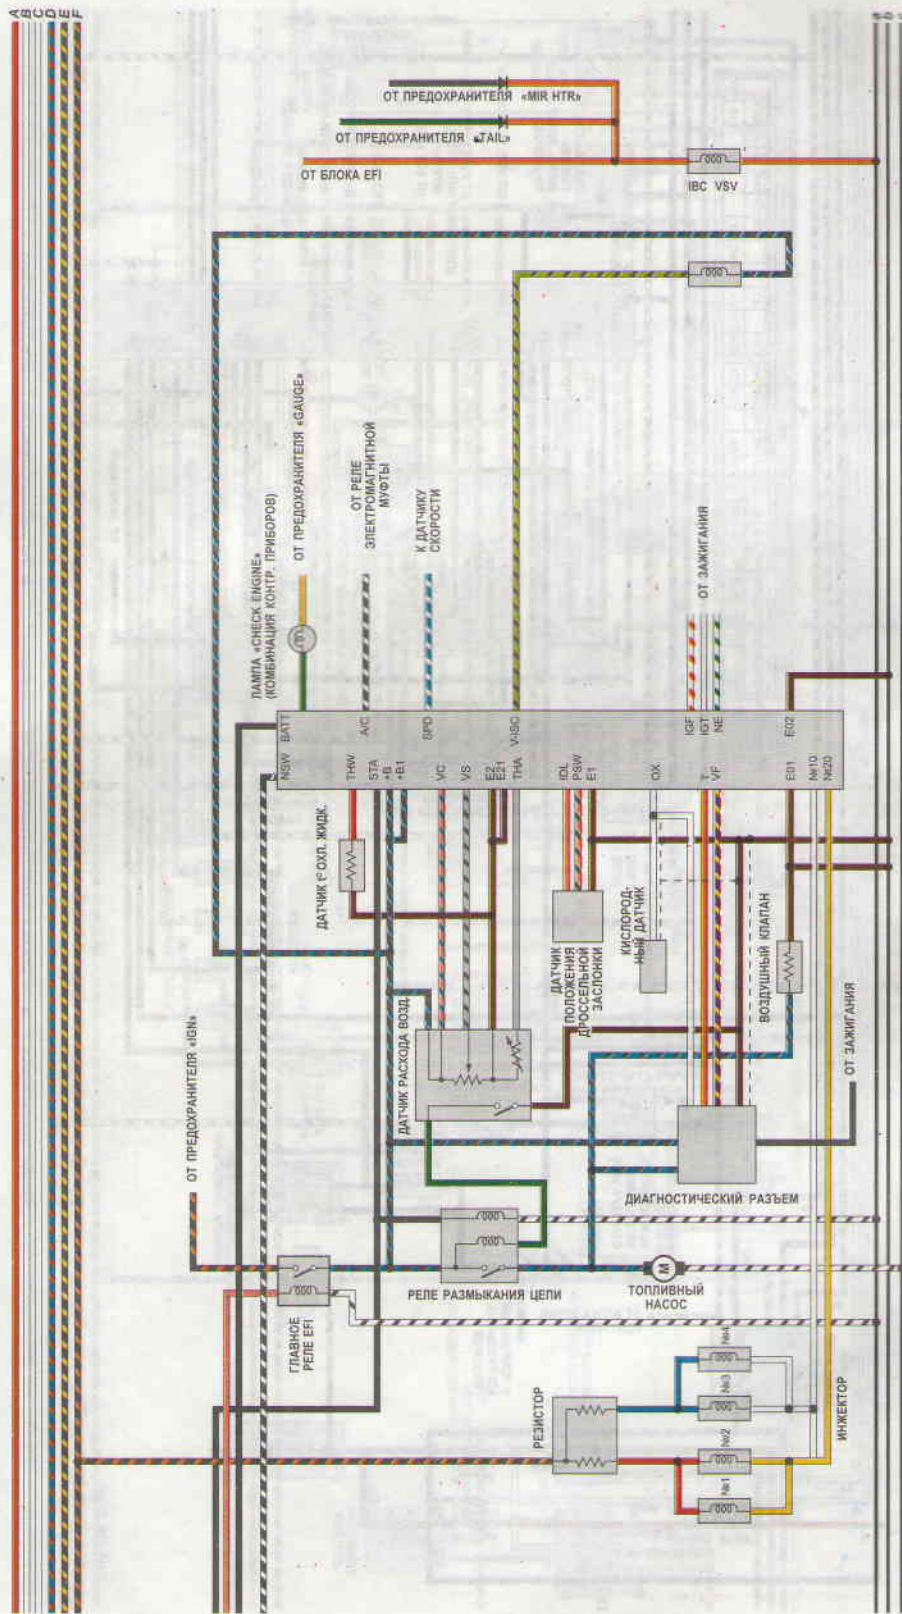 A
B
C
D
E
F
ОТ ПРЕДОХРАНИТЕЛЯ «MIR HTR»
ОТ ПРЕДОХРАНИТЕЛЯ «TAIL»
ОТ БЛОКА EFI
IBC VSV
ЛАМПА «CHECK ENGINE»
(КОМБИНАЦИЯ КОНТР. ПРИБОРОВ)
ОТ ПРЕДОХРАНИТЕЛЯ «GAUGE»
ОТ РЕЛЕ
ЭЛЕКТРОМАГНИТНОЙ
МУФТЫ
К ДАТЧИКУ
СКОРОСТИ
ОТ ЗАЖИГАНИЯ
BATT
A/C
SPD
V-ISC
IGF
IGT
NE
E02
NSW
THW
STA
+B
+B1
VC
VS
E2
E21
THA
IDL
PSW
E1
OX
T
VF
E01
№10
№20
ДАТЧИК t° ОХЛ. ЖИДК.
ДАТЧИК РАСХОДА ВОЗД.
ДАТЧИК
ПОЛОЖЕНИЯ
ДРОССЕЛЬНОЙ
ЗАСЛОНКИ
КИСЛОРОД-
НЫЙ ДАТЧИК
ВОЗДУШНЫЙ КЛАПАН
ОТ ЗАЖИГАНИЯ
ОТ ПРЕДОХРАНИТЕЛЯ «IGN»
ДИАГНОСТИЧЕСКИЙ РАЗЪЕМ
ГЛАВНОЕ
РЕЛЕ EFI
РЕЛЕ РАЗМЫКАНИЯ ЦЕПИ
M
ТОПЛИВНЫЙ
НАСОС
РЕЗИСТОР
№4
№3
№2
№1
ИНЖЕКТОР